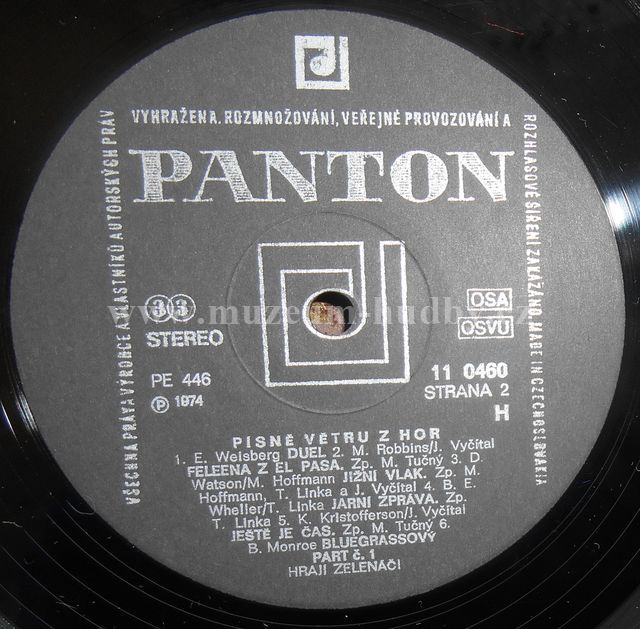 VYHRAŽENA. ROZMNOŽOVÁNÍ, VEŘEJNÉ PROVOZOVÁNÍ A
ROZHLASOVÉ ŠÍŘENÍ ZAKÁZÁNO. MADE IN CZECHOSLOVAKIA
VŠECHNA PRÁVA VÝROBCE A VLASTNÍKŮ AUTORSKÝCH PRÁV
PANTON
www.muzeum-hudby.cz
33
STEREO
PE 446
Ⓟ 1974
OSA
OSVU
11 0460
STRANA 2
H
PÍSNĚ VĚTRU Z HOR
1. E. Weisberg DUEL 2. M. Robbins/J. Vyčítal
FELEENA Z EL PASA. Zp. M. Tučný 3. D.
Watson/M. Hoffmann JIŽNÍ VLAK. Zp. M.
Hoffmann, T. Linka a J. Vyčítal 4. B. E.
Wheller/T. Linka JARNÍ ZPRÁVA. Zp.
T. Linka 5. K. Kristofferson/J. Vyčítal
JEŠTĚ JE ČAS. Zp. M. Tučný 6.
B. Monroe BLUEGRASSOVÝ
PART č. 1
HRAJÍ ZELENÁČI